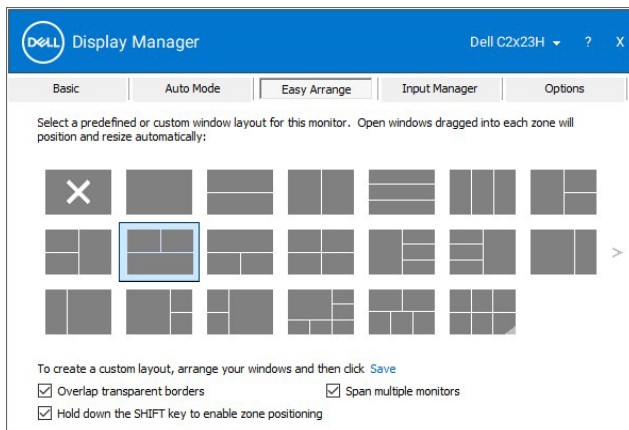 DELL Display Manager Dell C2x23H ? X
Basic Auto Mode Easy Arrange Input Manager Options
Select a predefined or custom window layout for this monitor. Open windows dragged into each zone will
position and resize automatically:
>
To create a custom layout, arrange your windows and then click Save
Overlap transparent borders Span multiple monitors
Hold down the SHIFT key to enable zone positioning